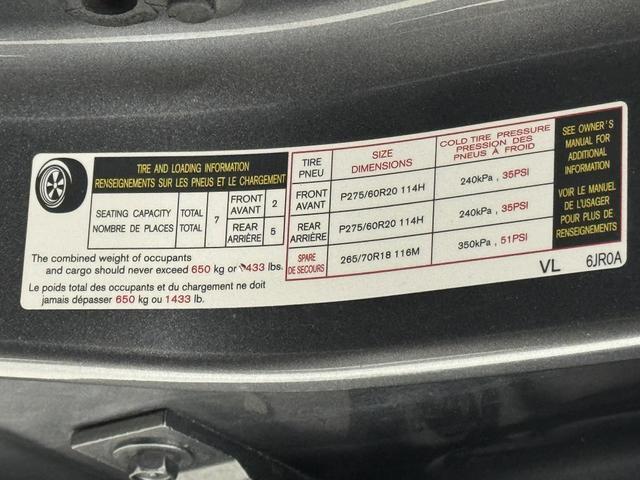 TIRE AND LOADING INFORMATION
RENSEIGNEMENTS SUR LES PNEUS ET LE CHARGEMENT
SEATING CAPACITY
NOMBRE DE PLACES
TOTAL
TOTAL
7
FRONT
AVANT
2
REAR
ARRIÈRE
5
The combined weight of occupants
and cargo should never exceed 650 kg or 1433 lbs.
Le poids total des occupants et du chargement ne doit
jamais dépasser 650 kg ou 1433 lb.
TIRE
PNEU
SIZE
DIMENSIONS
COLD TIRE PRESSURE
PRESSION DES
PNEUS À FROID
FRONT
AVANT
P275/60R20 114H
240kPa , 35PSI
REAR
ARRIÈRE
P275/60R20 114H
240kPa , 35PSI
SPARE
DE SECOURS
265/70R18 116M
350kPa , 51PSI
SEE OWNER'S
MANUAL FOR
ADDITIONAL
INFORMATION
VOIR LE MANUEL
DE L'USAGER
POUR PLUS DE
RENSEIGNEMENTS
VL 6JR0A